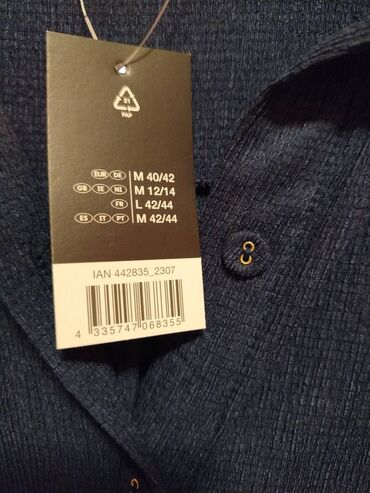 21
PAP
EUR DE M 40/42
GB IE NI M 12/14
FR L 42/44
ES IT PT M 42/44
IAN 442835_2307
4 335747 068355